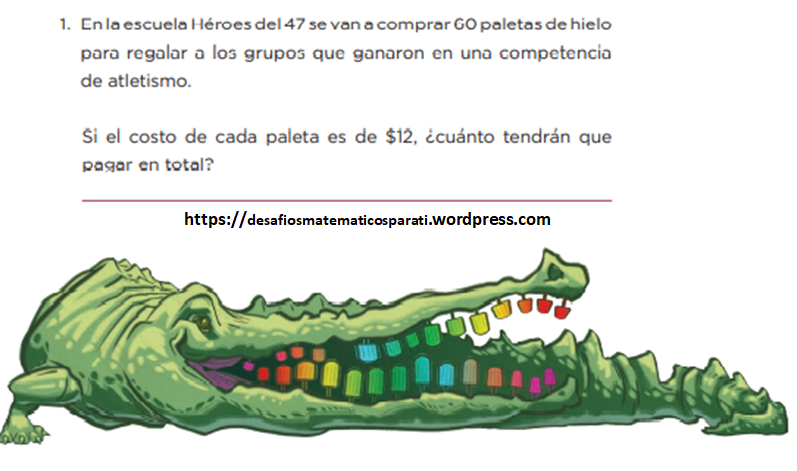 1. En la escuela Héroes del 47 se van a comprar 60 paletas de hielo
para regalar a los grupos que ganaron en una competencia
de atletismo.
Si el costo de cada paleta es de $12, ¿cuánto tendrán que
pagar en total?
https://desafiosmatematicosparati.wordpress.com